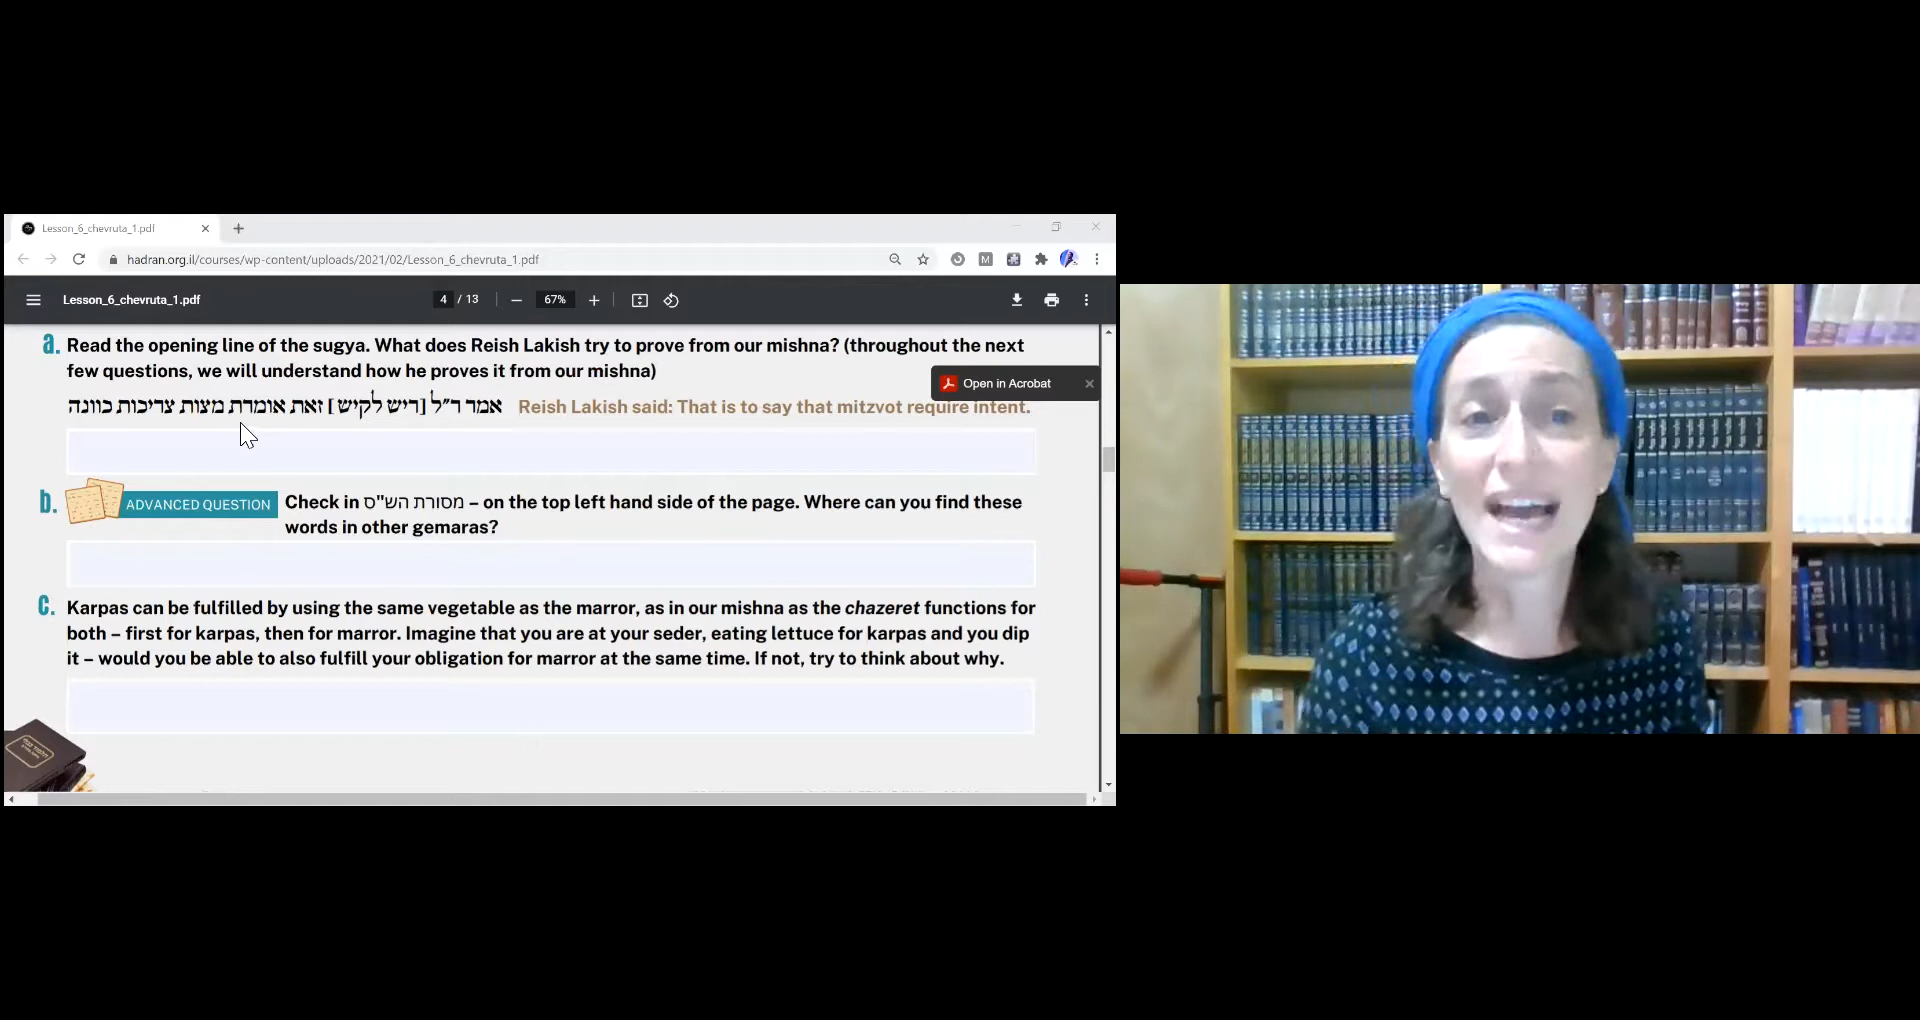 Lesson_6_chevruta_1.pdf
hadran.org.il/courses/wp-content/uploads/2021/02/Lesson_6_chevruta_1.pdf
Lesson_6_chevruta_1.pdf 4 / 13 67%
a. Read the opening line of the sugya. What does Reish Lakish try to prove from our mishna? (throughout the next
few questions, we will understand how he proves it from our mishna)
Open in Acrobat
אמר ר״ל [ריש לקיש] זאת אומרת מצות צריכות כוונה Reish Lakish said: That is to say that mitzvot require intent.
b. ADVANCED QUESTION Check in מסורת הש"ס – on the top left hand side of the page. Where can you find these
words in other gemaras?
c. Karpas can be fulfilled by using the same vegetable as the marror, as in our mishna as the chazeret functions for
both – first for karpas, then for marror. Imagine that you are at your seder, eating lettuce for karpas and you dip
it – would you be able to also fulfill your obligation for marror at the same time. If not, try to think about why.